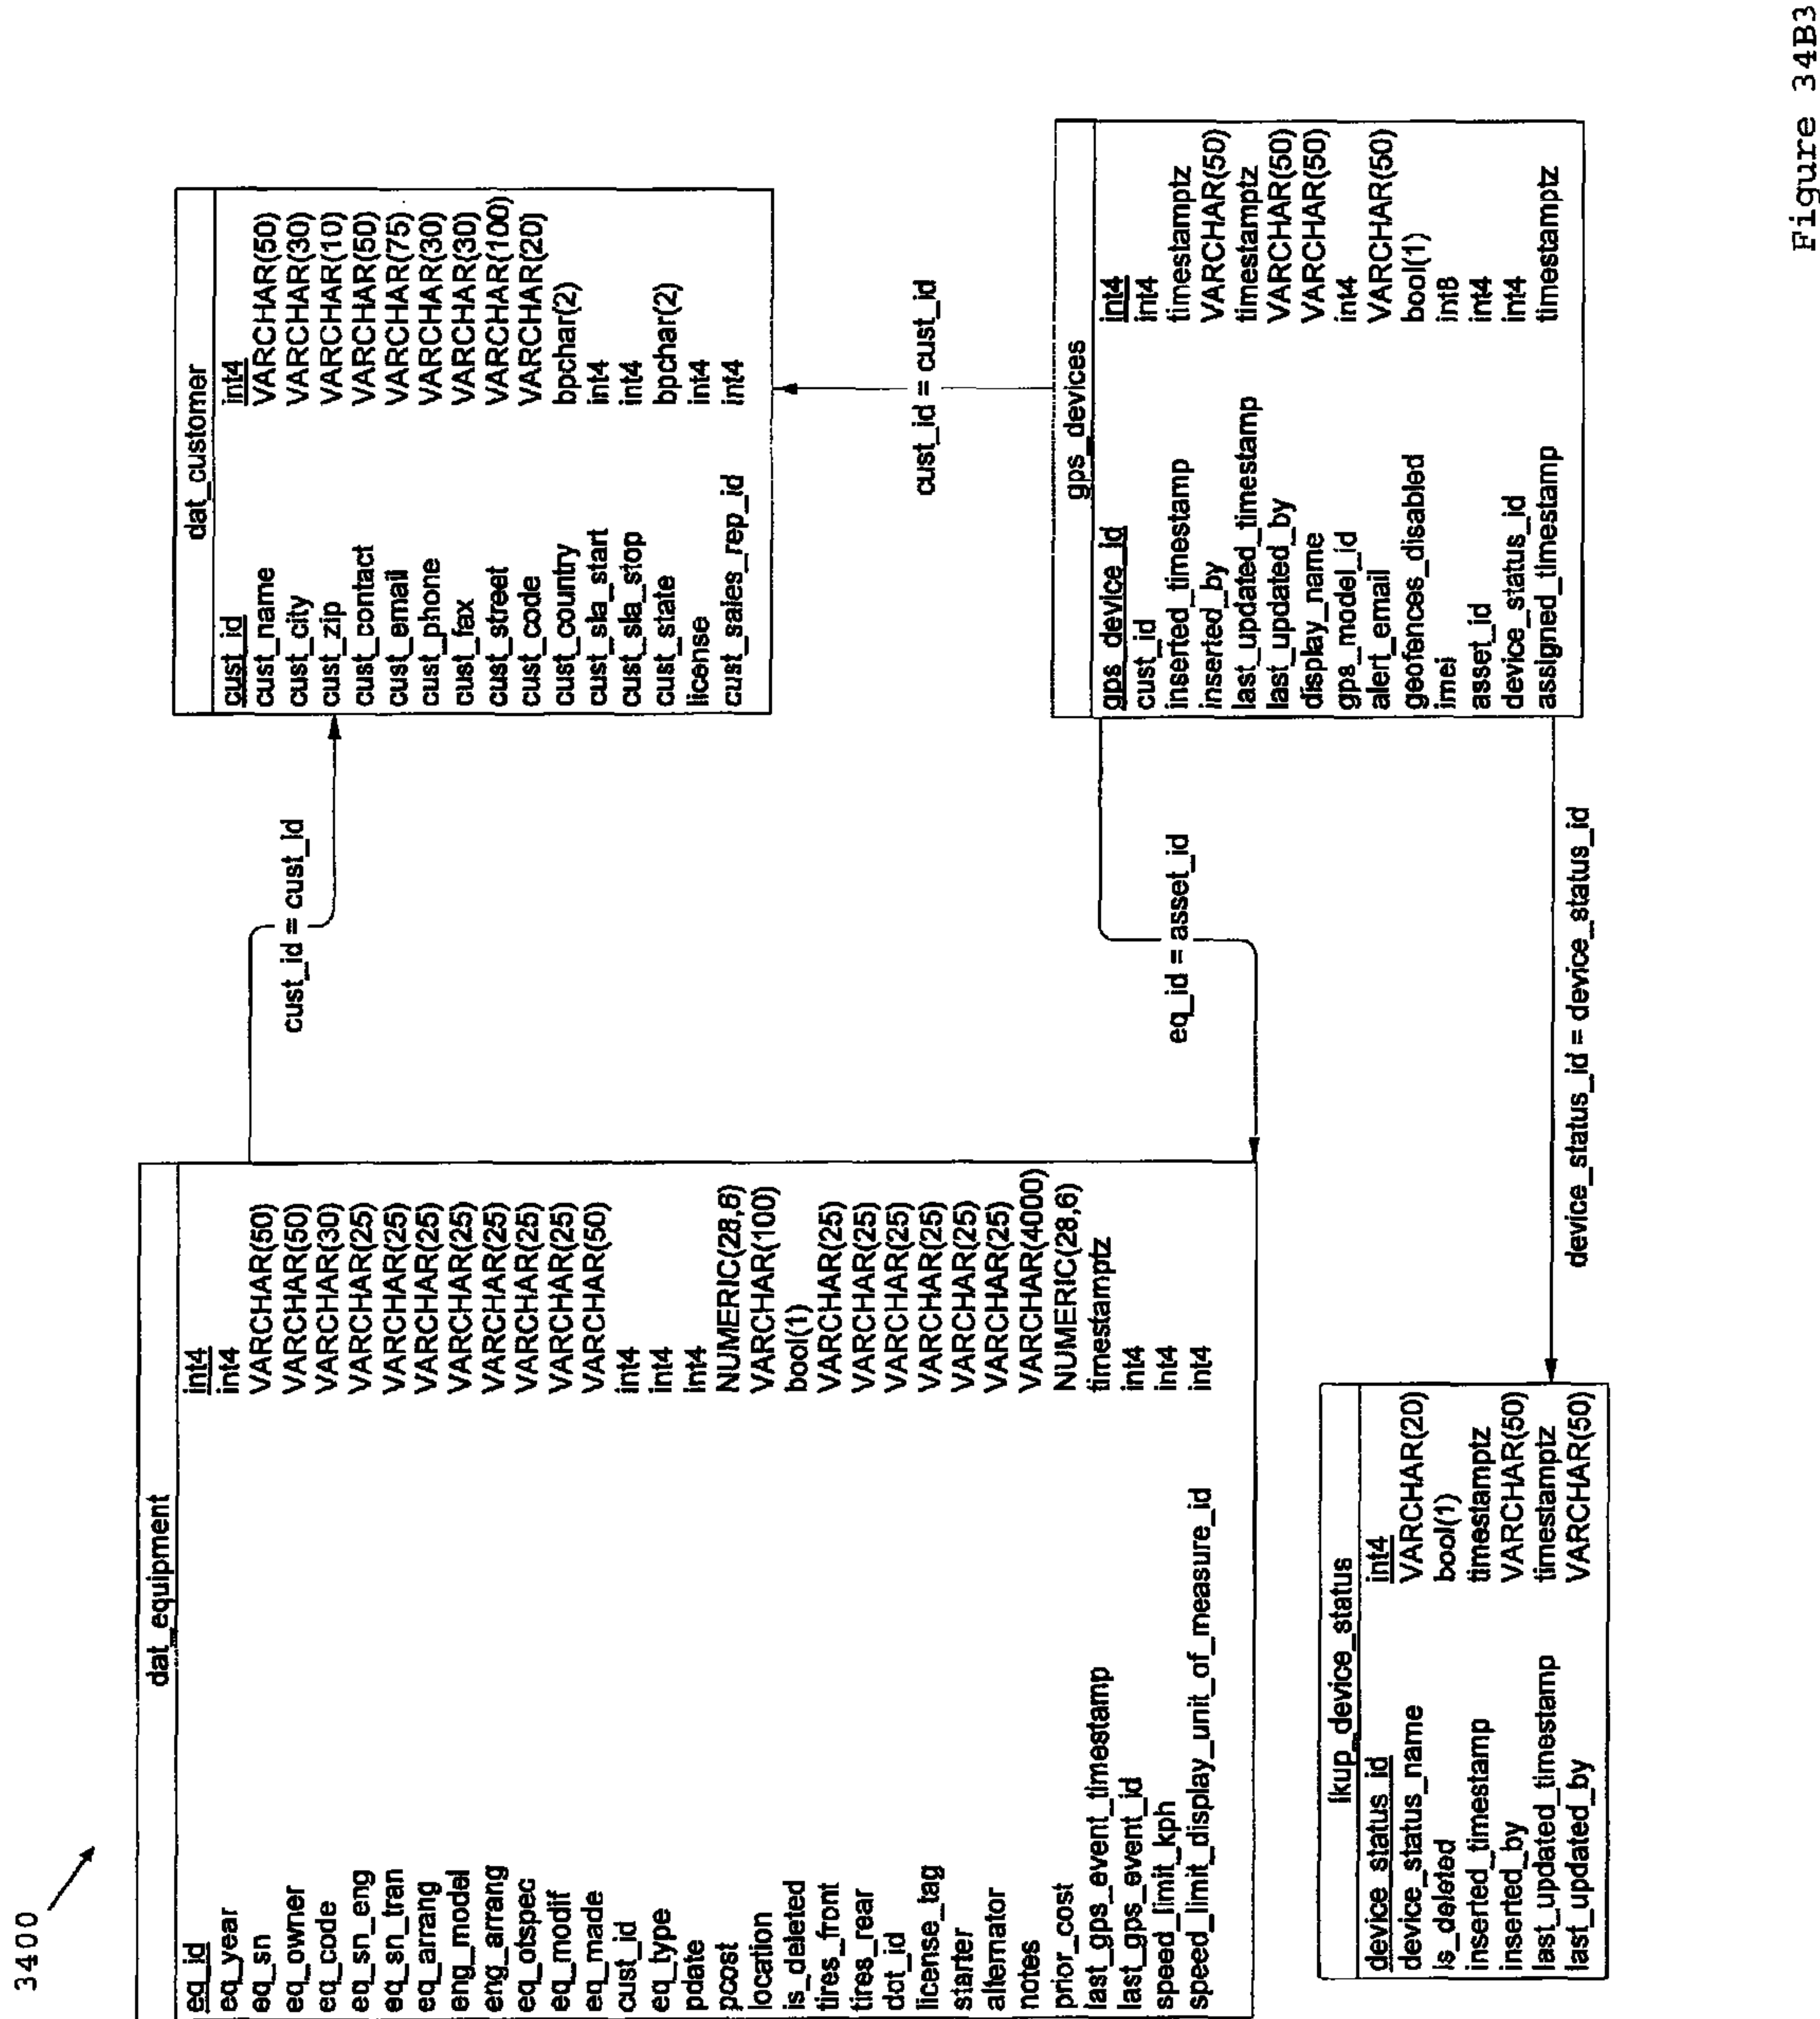 3400
dat_equipment
eq_id int4
eq_year int4
eq_sn VARCHAR(50)
eq_owner VARCHAR(50)
eq_code VARCHAR(30)
eq_sn_eng VARCHAR(25)
eq_sn_tran VARCHAR(25)
eq_arrang VARCHAR(25)
eng_model VARCHAR(25)
eng_arrang VARCHAR(25)
eq_otspec VARCHAR(25)
eq_modif VARCHAR(25)
eq_made VARCHAR(50)
cust_id int4
eq_type int4
pdate int4
pcost NUMERIC(28,6)
location VARCHAR(100)
is_deleted bool(1)
tires_front VARCHAR(25)
tires_rear VARCHAR(25)
dot_id VARCHAR(25)
license_tag VARCHAR(25)
starter VARCHAR(25)
alternator VARCHAR(25)
notes VARCHAR(4000)
prior_cost NUMERIC(28,6)
last_gps_event_timestamp timestamptz
last_gps_event_id int4
speed_limit_kph int4
speed_limit_display_unit_of_measure_id int4
cust_id = cust_id
dat_customer
cust_id int4
cust_name VARCHAR(50)
cust_city VARCHAR(30)
cust_zip VARCHAR(10)
cust_contact VARCHAR(50)
cust_email VARCHAR(75)
cust_phone VARCHAR(30)
cust_fax VARCHAR(30)
cust_street VARCHAR(100)
cust_code VARCHAR(20)
cust_country bpchar(2)
cust_sla_start int4
cust_sla_stop int4
cust_state bpchar(2)
license int4
cust_sales_rep_id int4
cust_id = cust_id
eq_id = asset_id
gps_devices
gps_device_id int4
cust_id int4
inserted_timestamp timestamptz
inserted_by VARCHAR(50)
last_updated_timestamp timestamptz
last_updated_by VARCHAR(50)
display_name VARCHAR(50)
gps_model_id int4
alert_email VARCHAR(50)
geofences_disabled bool(1)
imei int8
asset_id int4
device_status_id int4
assigned_timestamp timestamptz
lkup_device_status
device_status_id int4
device_status_name VARCHAR(20)
is_deleted bool(1)
inserted_timestamp timestamptz
inserted_by VARCHAR(50)
last_updated_timestamp timestamptz
last_updated_by VARCHAR(50)
device_status_id = device_status_id
Figure 34B3